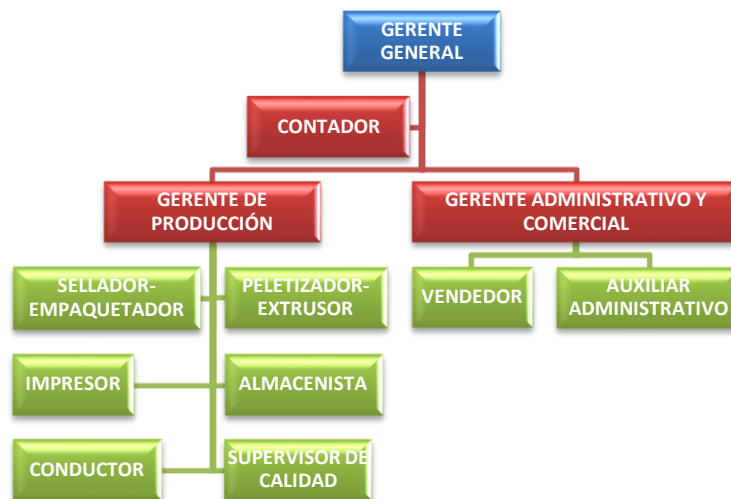 GERENTE
GENERAL
CONTADOR
GERENTE DE
PRODUCCIÓN
GERENTE ADMINISTRATIVO Y
COMERCIAL
SELLADOR-
EMPAQUETADOR
PELETIZADOR-
EXTRUSOR
VENDEDOR
AUXILIAR
ADMINISTRATIVO
IMPRESOR
ALMACENISTA
CONDUCTOR
SUPERVISOR DE
CALIDAD